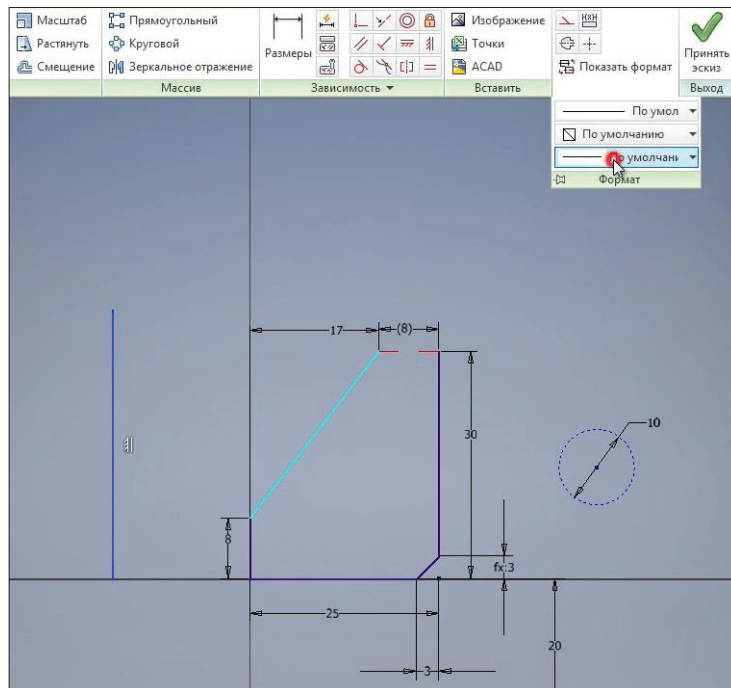 Масштаб
Растянуть
Смещение
Прямоугольный
Круговой
Зеркальное отражение
Массив
Размеры
Зависимость
Изображение
Точки
ACAD
Вставить
Показать формат
Принять
эскиз
Выход
По умол
По умолчанию
По умолчани
Формат
17
(8)
30
10
8
fx:3
25
20
3